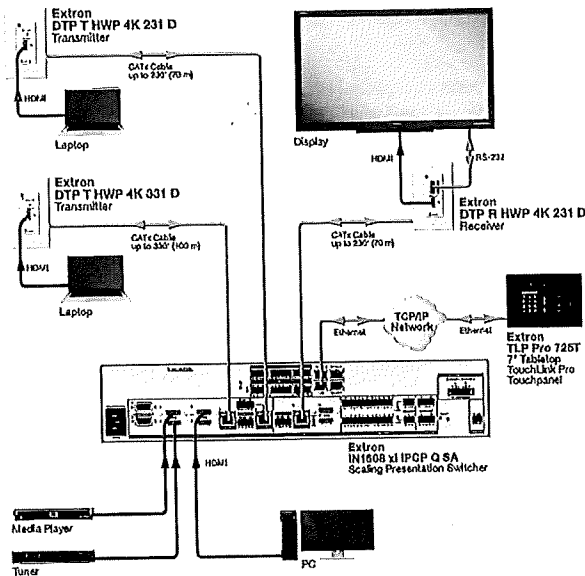 Extron
DTP T HWP 4K 231 D
Transmitter
CATx Cable
up to 230' (70 m)
HDMI
Laptop
Extron
DTP T HWP 4K 331 D
Transmitter
CATx Cable
up to 330' (100 m)
HDMI
Laptop
Display
HDMI
RS-232
Extron
DTP R HWP 4K 231 D
Receiver
CATx Cable
up to 230' (70 m)
TCP/IP
Network
Ethernet
Ethernet
Extron
TLP Pro 725T
7" Tabletop
TouchLink Pro
Touchpanel
Extron
IN1608 xi IPCP Q SA
Scaling Presentation Switcher
HDMI
Media Player
Tuner
PC